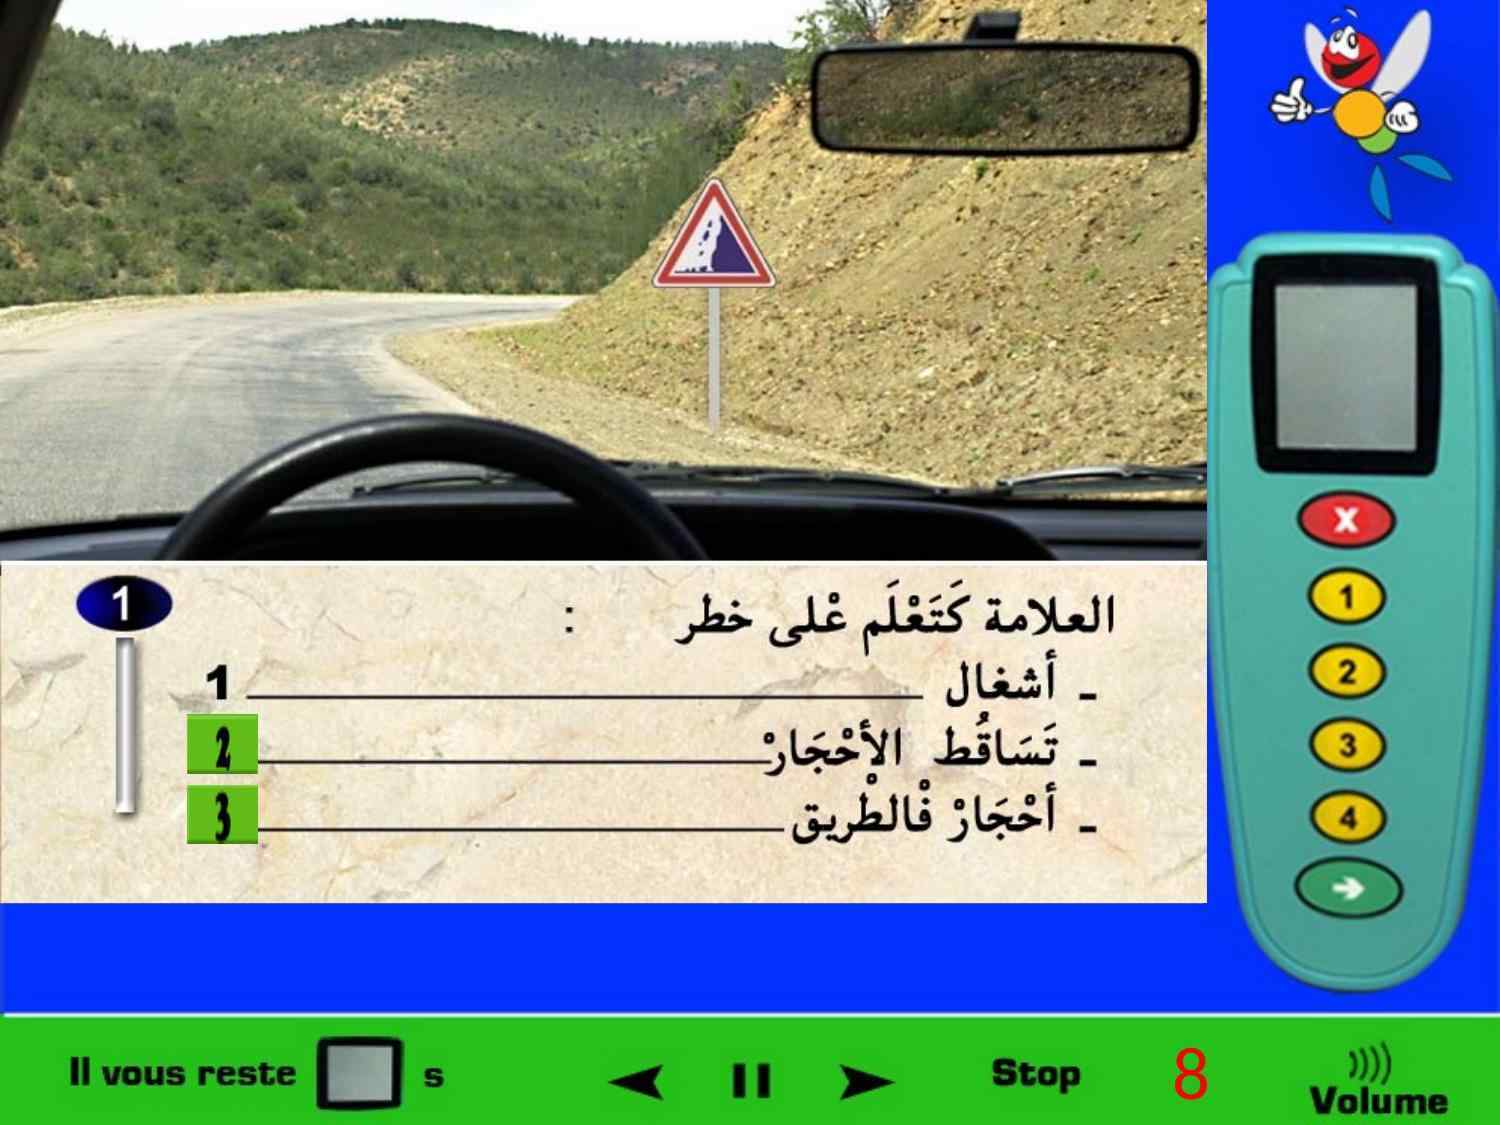 1
العلامة كَتَعْلَم عْلى خطر :
ـ أشغال 1
ـ تَسَاقُط الأحْجَارْ 2
ـ أحْجَارْ فْالطْريق 3
X
1
2
3
4
Il vous reste s
Stop
8
Volume